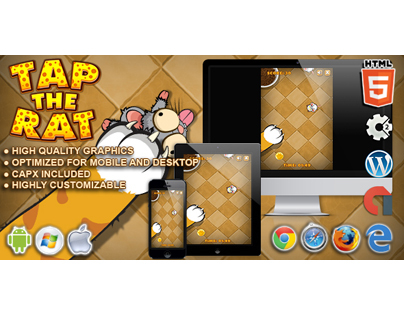 TAP
THE
RAT
● HIGH QUALITY GRAPHICS
● OPTIMIZED FOR MOBILE AND DESKTOP
● CAPX INCLUDED
● HIGHLY CUSTOMIZABLE
HTML
5